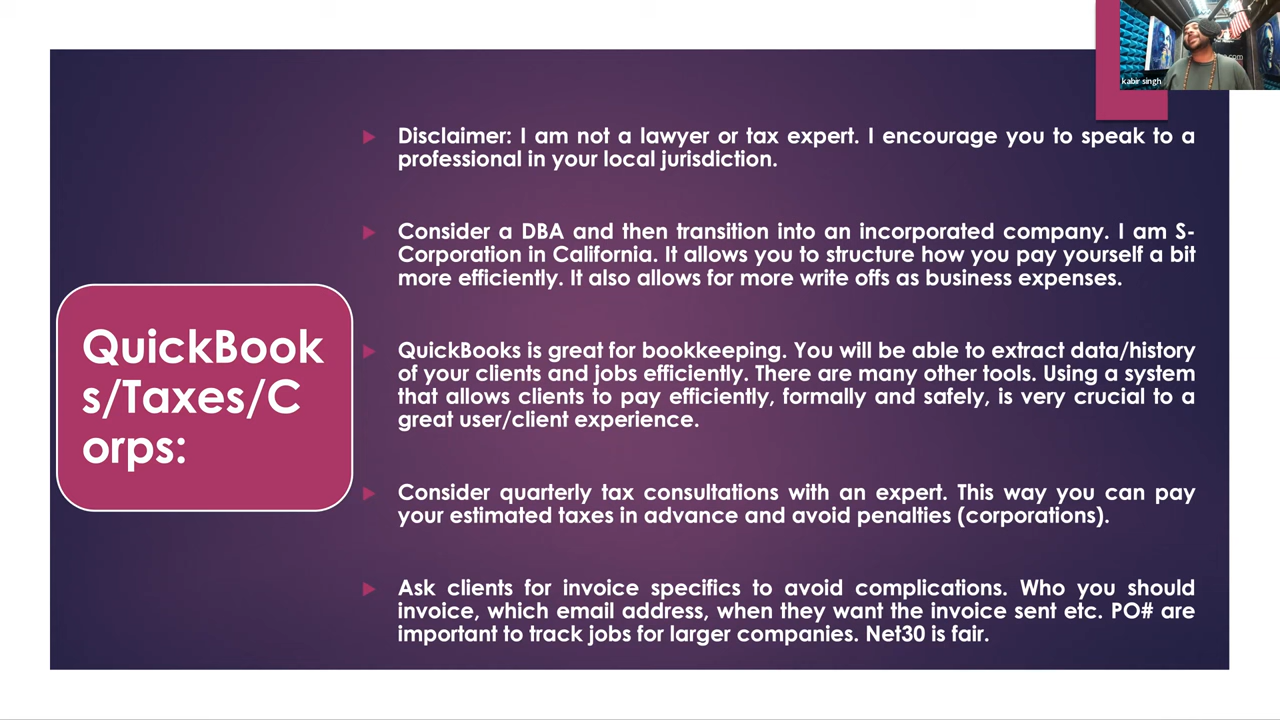 kabir singh
QuickBook
s/Taxes/C
orps:
Disclaimer: I am not a lawyer or tax expert. I encourage you to speak to a
professional in your local jurisdiction.
Consider a DBA and then transition into an incorporated company. I am S-
Corporation in California. It allows you to structure how you pay yourself a bit
more efficiently. It also allows for more write offs as business expenses.
QuickBooks is great for bookkeeping. You will be able to extract data/history
of your clients and jobs efficiently. There are many other tools. Using a system
that allows clients to pay efficiently, formally and safely, is very crucial to a
great user/client experience.
Consider quarterly tax consultations with an expert. This way you can pay
your estimated taxes in advance and avoid penalties (corporations).
Ask clients for invoice specifics to avoid complications. Who you should
invoice, which email address, when they want the invoice sent etc. PO# are
important to track jobs for larger companies. Net30 is fair.